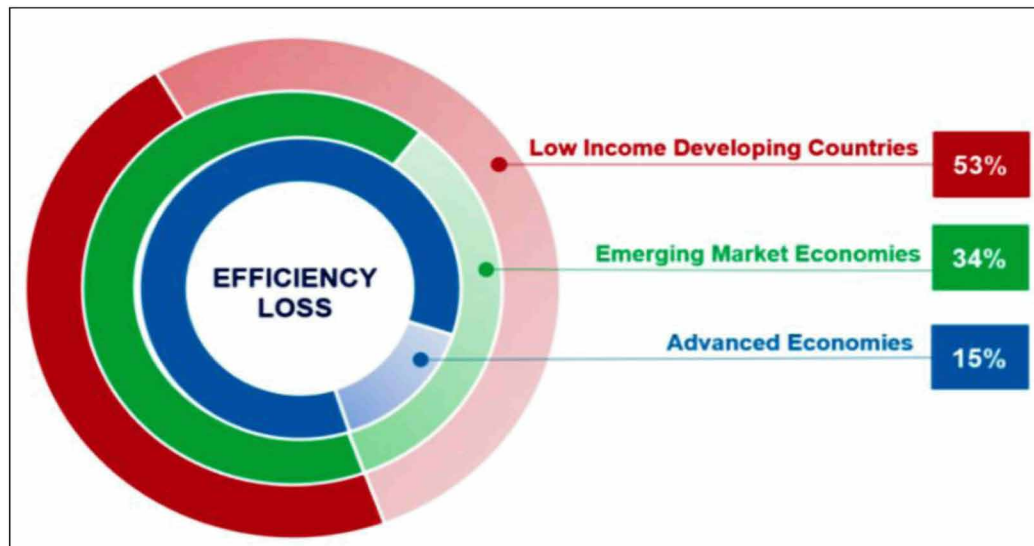 EFFICIENCY
LOSS
Low Income Developing Countries 53%
Emerging Market Economies 34%
Advanced Economies 15%